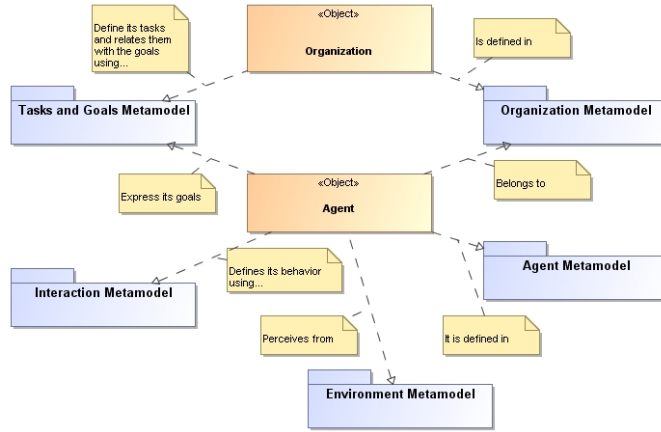 Define its tasks
and relates them
with the goals
using...
«Object»
Organization
Is defined in
Tasks and Goals Metamodel
Organization Metamodel
Express its goals
«Object»
Agent
Belongs to
Interaction Metamodel
Defines its behavior
using...
Agent Metamodel
Perceives from
It is defined in
Environment Metamodel